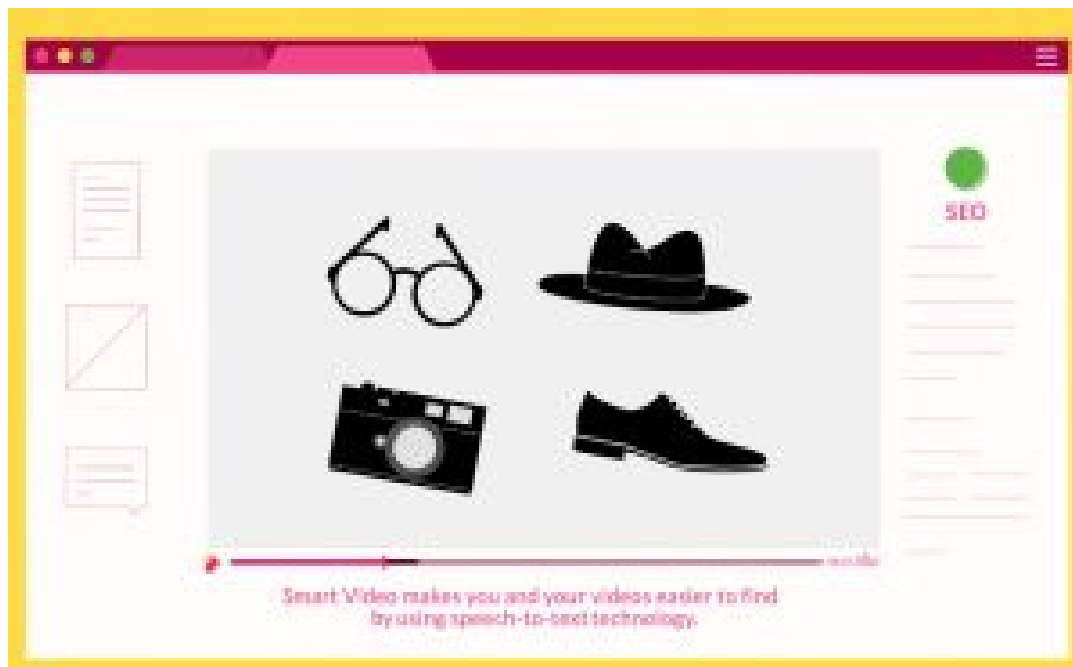 SEO
Smart Video makes you and your videos easier to find
by using speech-to-text technology.